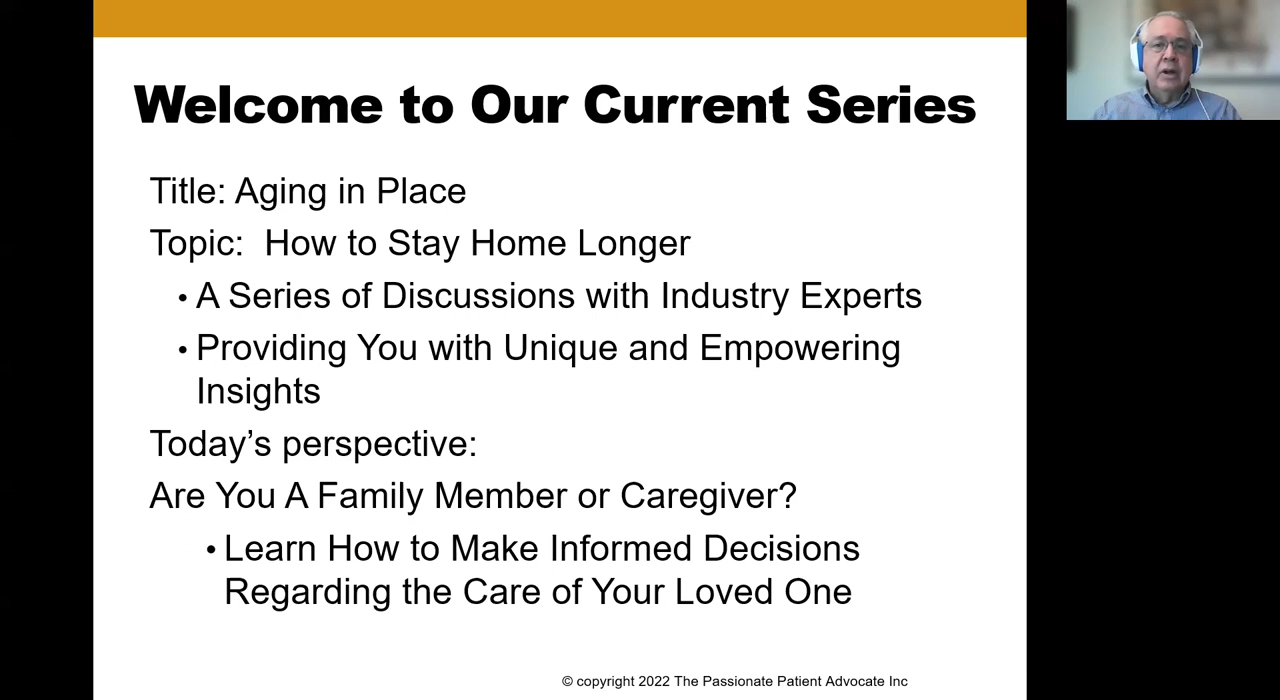 Welcome to Our Current Series
Title: Aging in Place
Topic:  How to Stay Home Longer
• A Series of Discussions with Industry Experts
• Providing You with Unique and Empowering
Insights
Today’s perspective:
Are You A Family Member or Caregiver?
• Learn How to Make Informed Decisions
Regarding the Care of Your Loved One
© copyright 2022 The Passionate Patient Advocate Inc